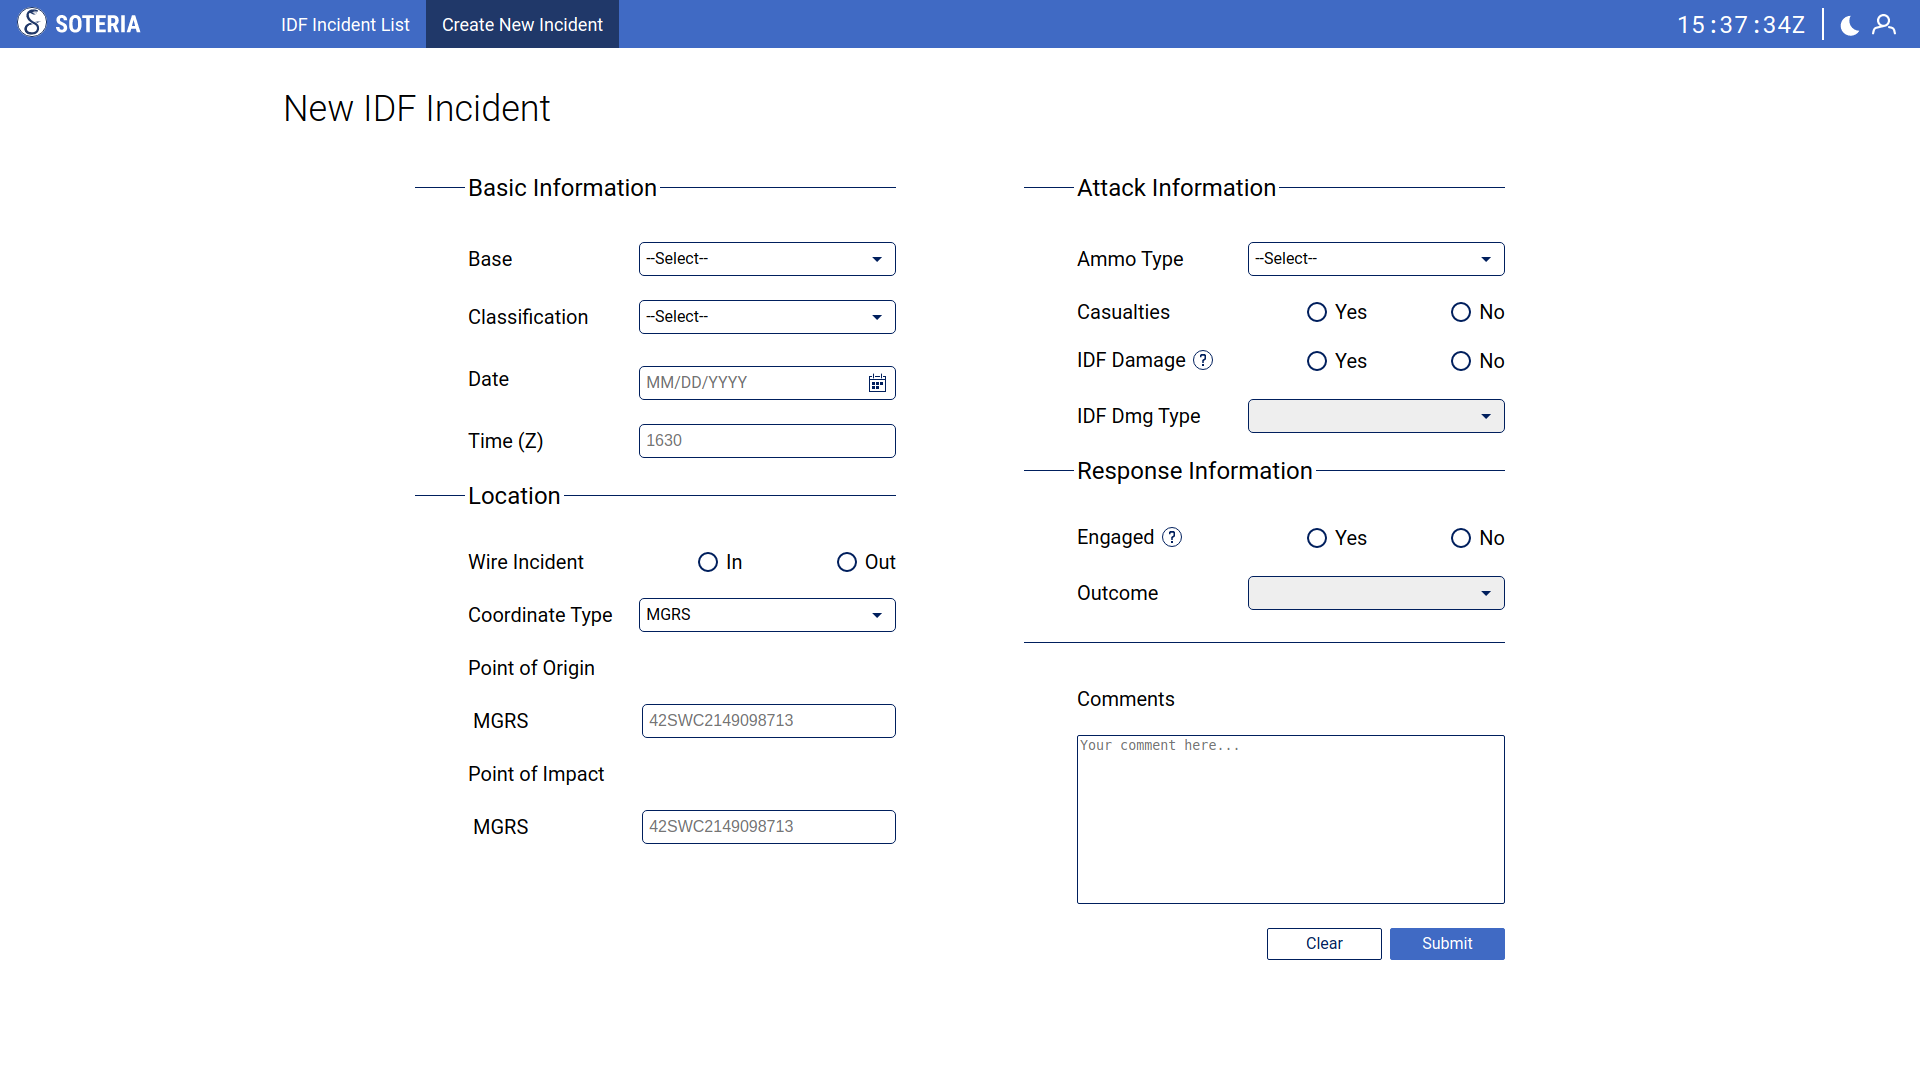 SOTERIA
IDF Incident List
Create New Incident
15:37:34Z
New IDF Incident
Basic Information
Base
--Select--
Classification
--Select--
Date
MM/DD/YYYY
Time (Z)
1630
Location
Wire Incident
In
Out
Coordinate Type
MGRS
Point of Origin
MGRS
42SWC2149098713
Point of Impact
MGRS
42SWC2149098713
Attack Information
Ammo Type
--Select--
Casualties
Yes
No
IDF Damage ?
Yes
No
IDF Dmg Type
Response Information
Engaged ?
Yes
No
Outcome
Comments
Your comment here...
Clear
Submit